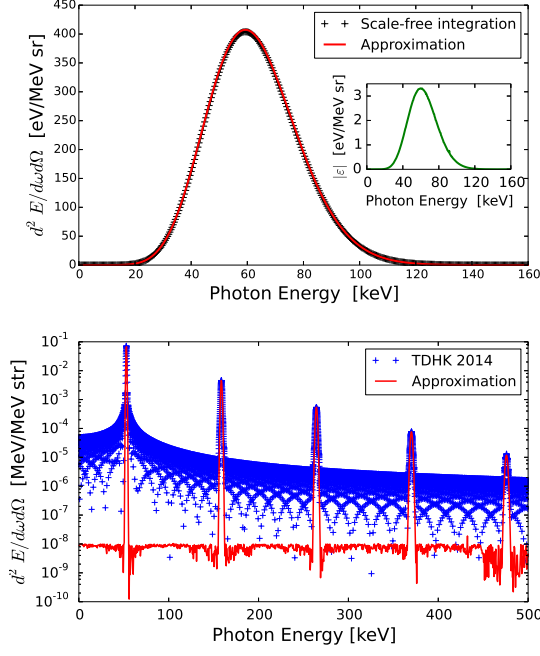 450
400
350
300
250
200
150
100
50
0
d² E/dωdΩ [eV/MeV sr]
Scale-free integration
Approximation
3
2
1
0
|ε| [eV/MeV sr]
0 40 80 120 160
Photon Energy [keV]
0 20 40 60 80 100 120 140 160
Photon Energy [keV]
10⁻¹
10⁻²
10⁻³
10⁻⁴
10⁻⁵
10⁻⁶
10⁻⁷
10⁻⁸
10⁻⁹
10⁻¹⁰
d² E/dωdΩ [MeV/MeV str]
TDHK 2014
Approximation
0 100 200 300 400 500
Photon Energy [keV]